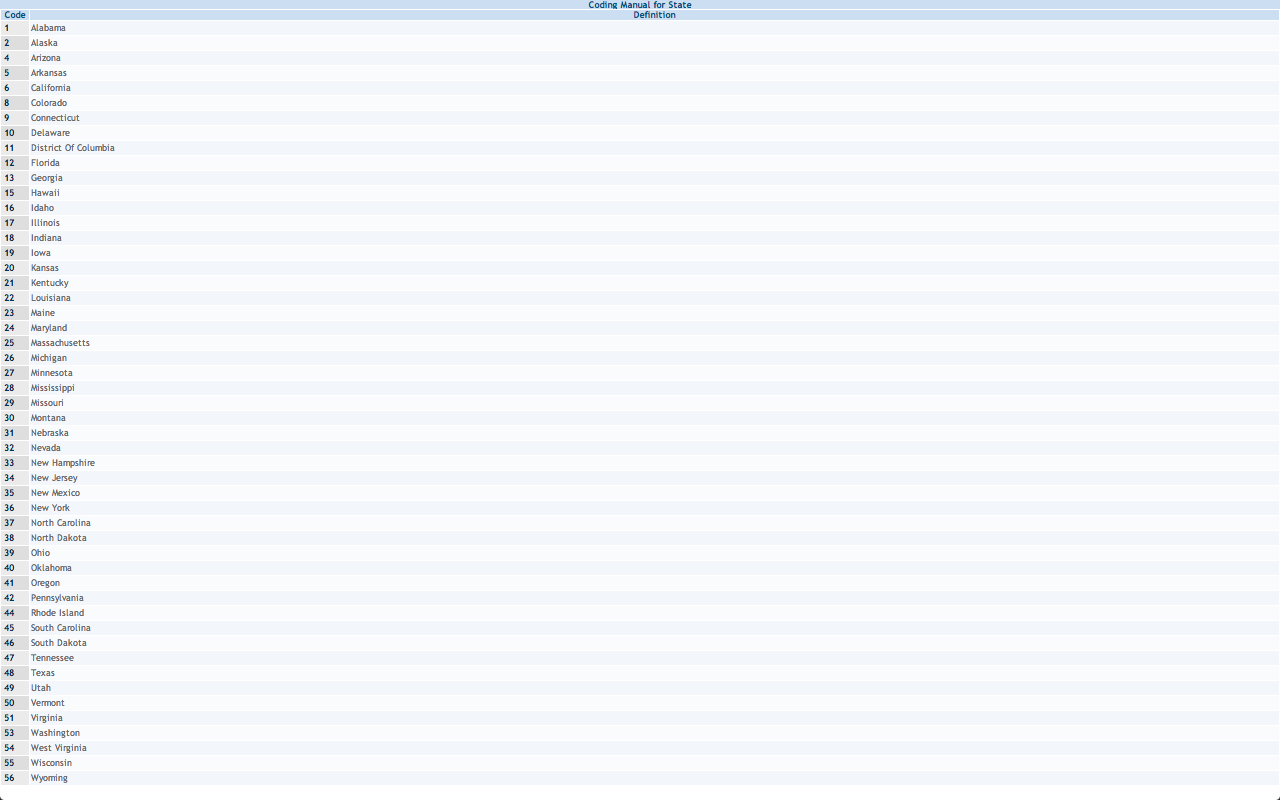 Coding Manual for State
Code Definition
1 Alabama
2 Alaska
4 Arizona
5 Arkansas
6 California
8 Colorado
9 Connecticut
10 Delaware
11 District Of Columbia
12 Florida
13 Georgia
15 Hawaii
16 Idaho
17 Illinois
18 Indiana
19 Iowa
20 Kansas
21 Kentucky
22 Louisiana
23 Maine
24 Maryland
25 Massachusetts
26 Michigan
27 Minnesota
28 Mississippi
29 Missouri
30 Montana
31 Nebraska
32 Nevada
33 New Hampshire
34 New Jersey
35 New Mexico
36 New York
37 North Carolina
38 North Dakota
39 Ohio
40 Oklahoma
41 Oregon
42 Pennsylvania
44 Rhode Island
45 South Carolina
46 South Dakota
47 Tennessee
48 Texas
49 Utah
50 Vermont
51 Virginia
53 Washington
54 West Virginia
55 Wisconsin
56 Wyoming